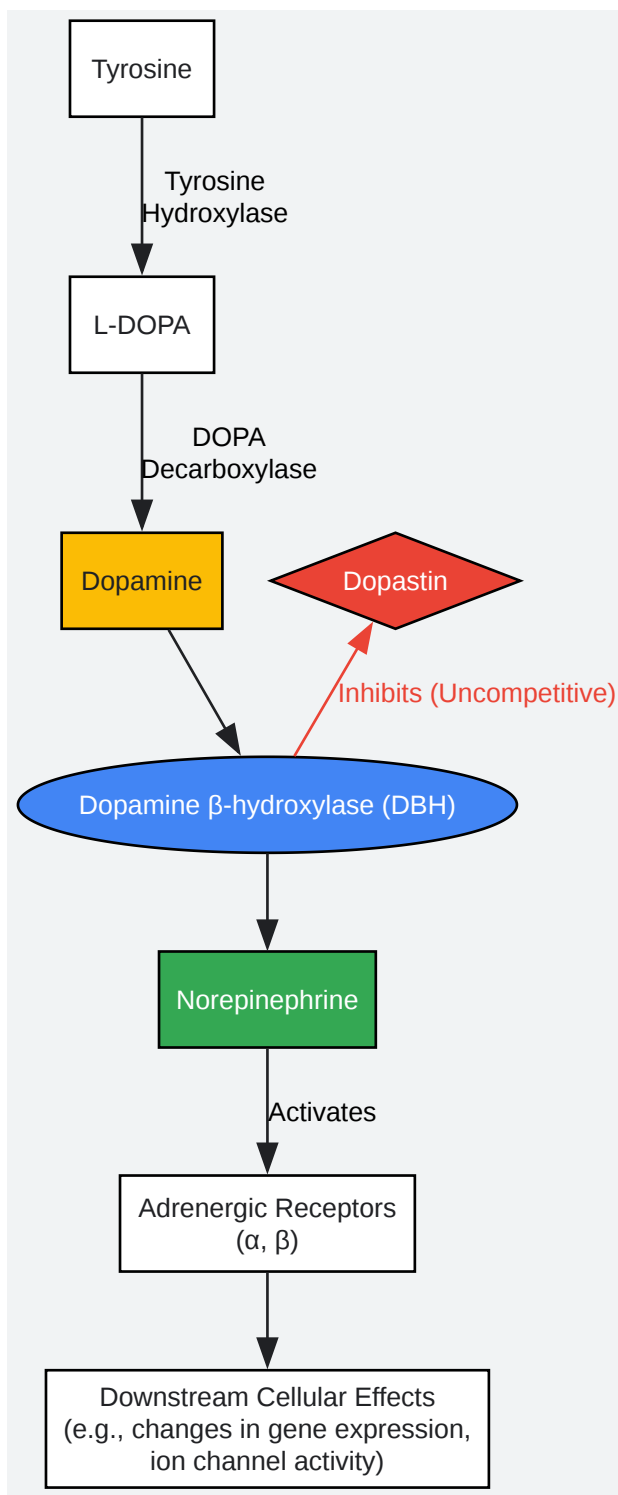 Tyrosine
Tyrosine
Hydroxylase
L-DOPA
DOPA
Decarboxylase
Dopamine
Dopastin
Inhibits (Uncompetitive)
Dopamine β-hydroxylase (DBH)
Norepinephrine
Activates
Adrenergic Receptors
(α, β)
Downstream Cellular Effects
(e.g., changes in gene expression,
ion channel activity)